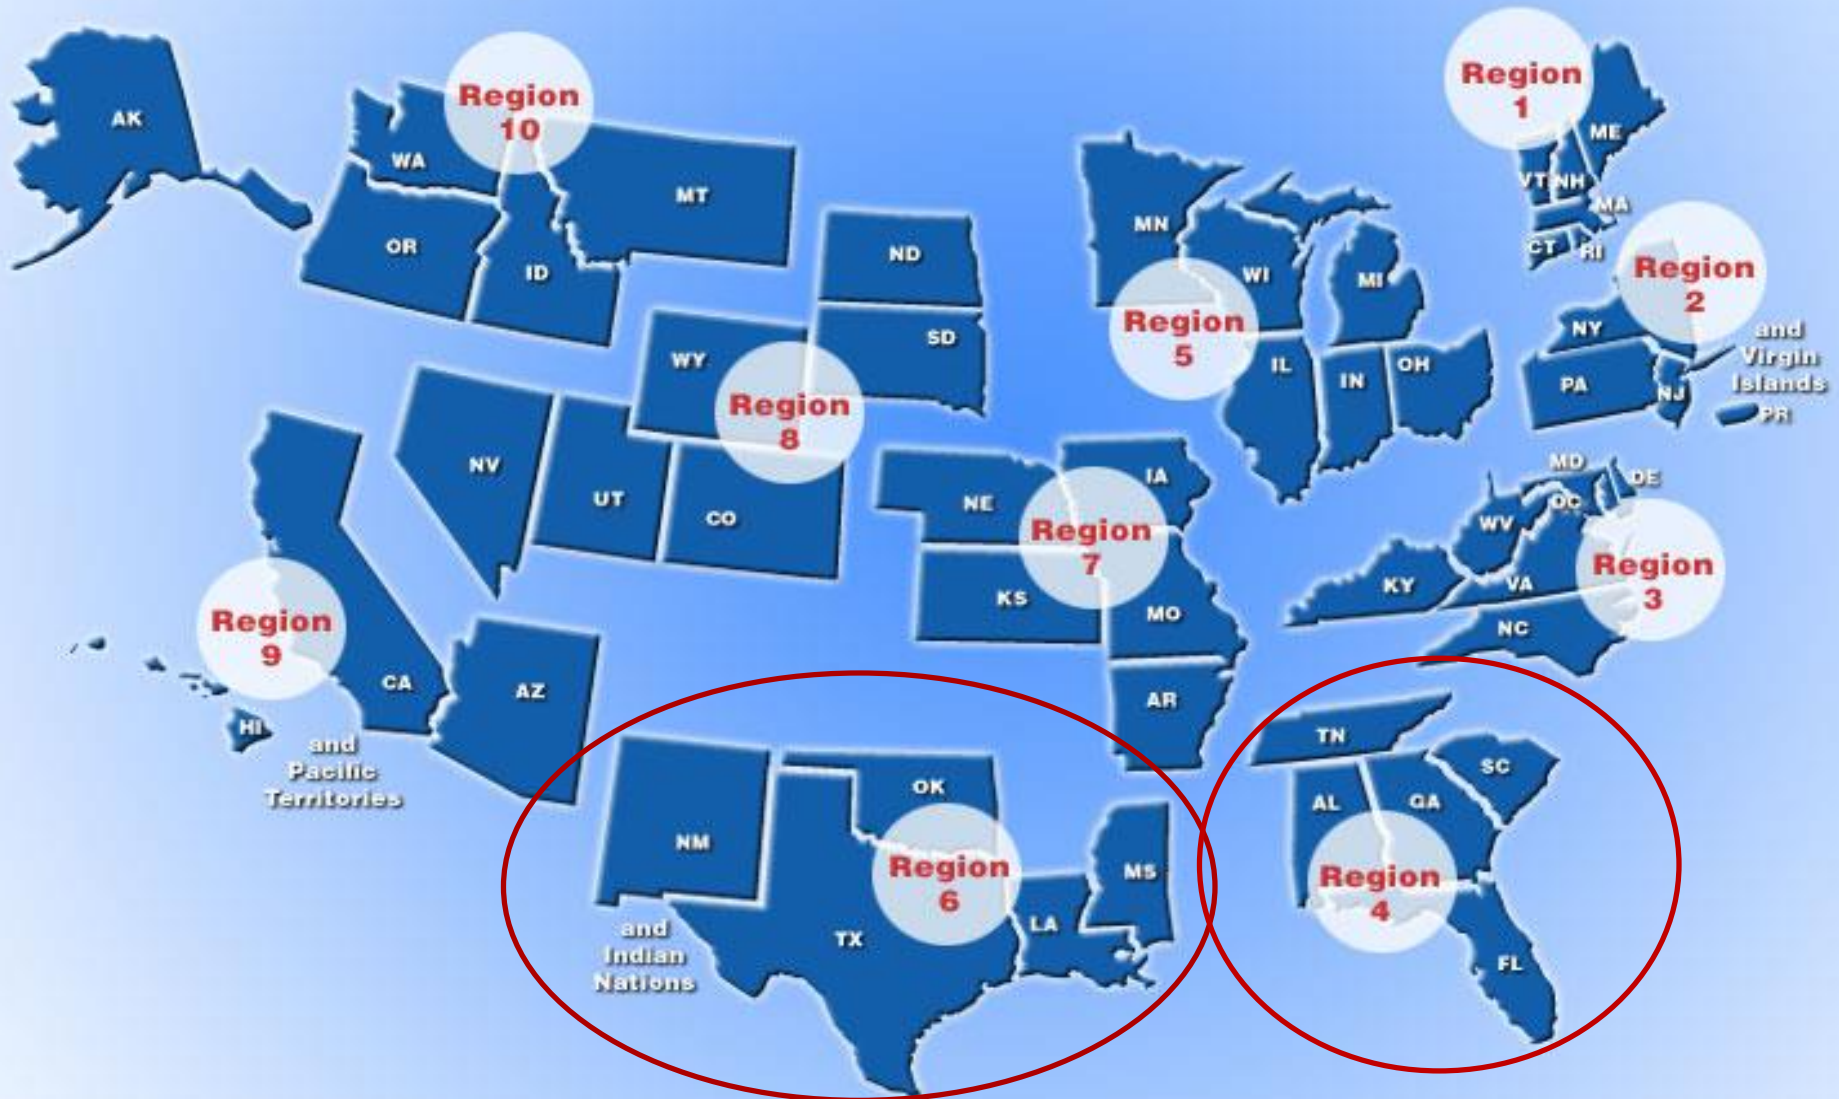 Region
10
AK
WA
MT
OR
ID
ND
SD
WY
Region
8
NV
UT
CO
Region
9
CA
AZ
HI
and
Pacific
Territories
Region
1
ME
VT
NH
MA
CT
RI
Region
2
NY
and
Virgin
Islands
PA
NJ
PR
MN
WI
MI
Region
5
IL
IN
OH
NE
IA
Region
7
KS
MO
AR
MD
DE
DC
WV
Region
3
KY
VA
NC
NM
OK
Region
6
MS
TX
LA
and
Indian
Nations
TN
SC
AL
GA
Region
4
FL